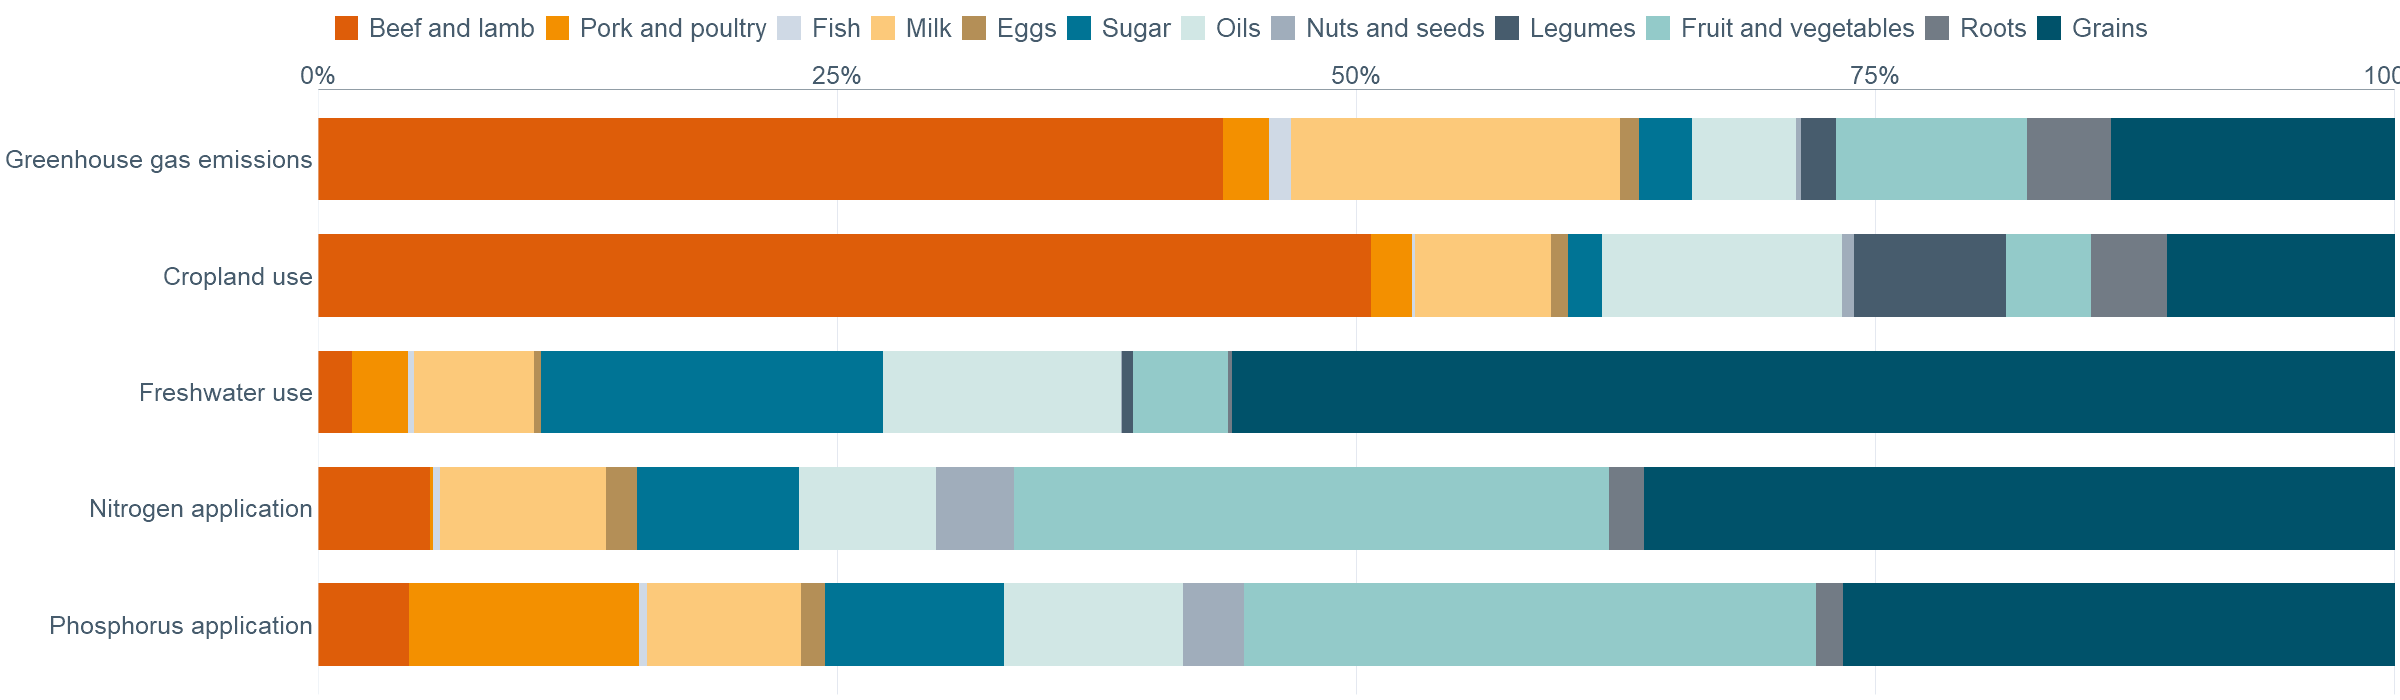 Beef and lamb Pork and poultry Fish Milk Eggs Sugar Oils Nuts and seeds Legumes Fruit and vegetables Roots Grains
0% 25% 50% 75% 100
Greenhouse gas emissions
Cropland use
Freshwater use
Nitrogen application
Phosphorus application